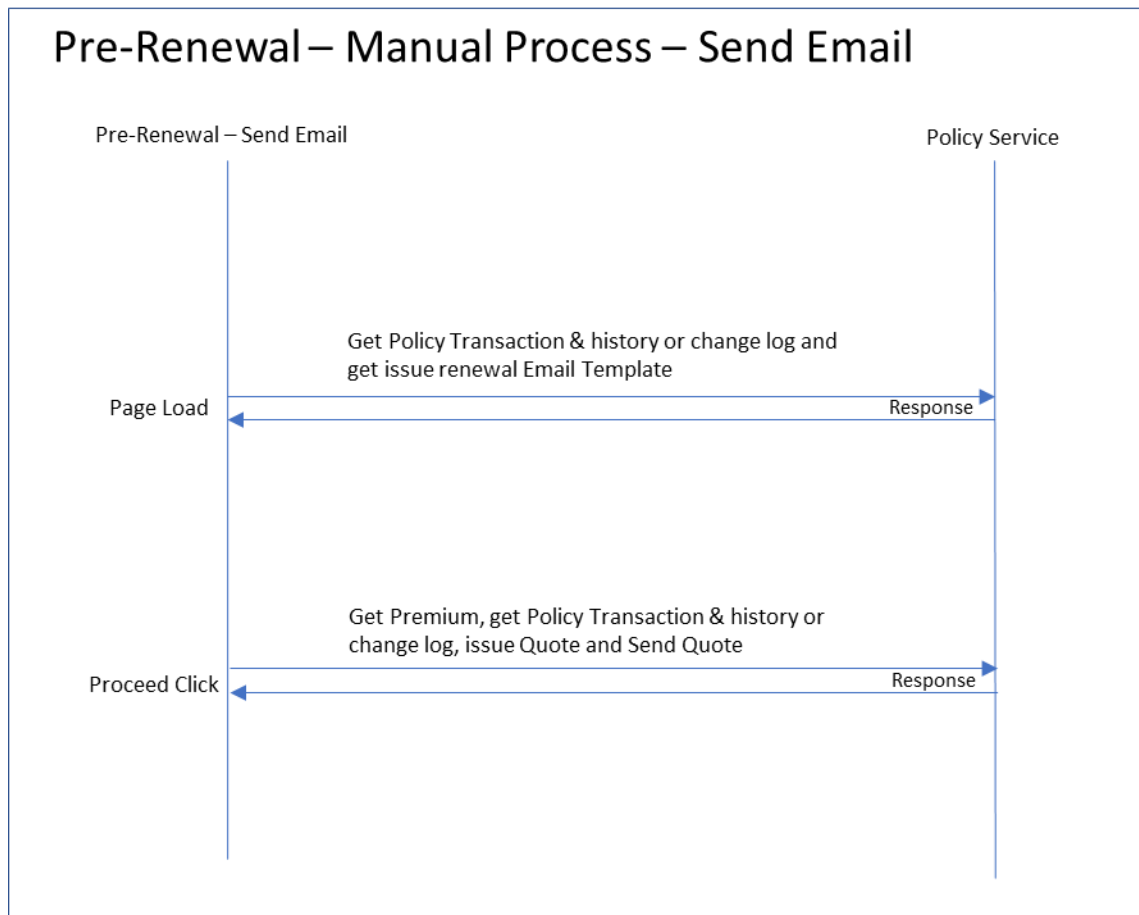 Pre-Renewal – Manual Process – Send Email
Pre-Renewal – Send Email
Policy Service
Get Policy Transaction & history or change log and
get issue renewal Email Template
Page Load
Response
Get Premium, get Policy Transaction & history or
change log, issue Quote and Send Quote
Proceed Click
Response